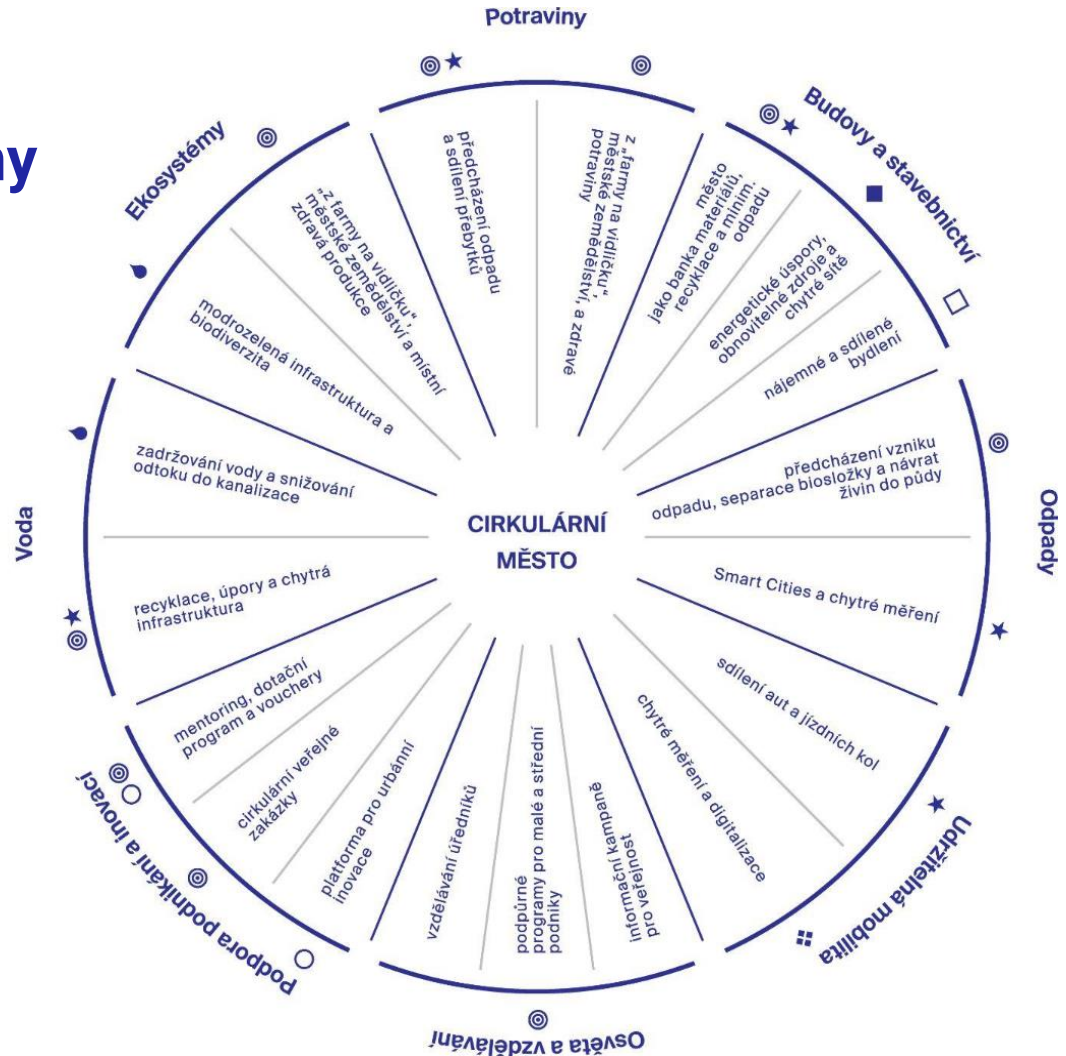 ny
Potraviny
předcházení odpadu
a sdílení přebytků
z „farmy na vidličku“,
městské zemědělství, a zdravé
potraviny
Budovy a stavebnictví
město
jako banka materiálů,
recyklace a minim.
odpadu
energetické úspory,
obnovitelné zdroje a
chytré sítě
nájemné a sdílené
bydlení
Odpady
předcházení vzniku
odpadu, separace biosložky a návrat
živin do půdy
Smart Cities a chytré měření
Udržitelná mobilita
sdílení aut a jízdních kol
chytré měření a digitalizace
Osvěta a vzdělávání
informační kampaně
pro veřejnost
podpůrné
programy pro malé a střední
podniky
vzdělávání úředníků
Podpora podnikání a inovací
platforma pro urbánní
inovace
cirkulární veřejné
zakázky
mentoring, dotační
program a vouchery
Voda
recyklace, úpory a chytrá
infrastruktura
zadržování vody a snižování
odtoku do kanalizace
Ekosystémy
modrozelená infrastruktura a
biodiverzita
„z farmy na vidličku“,
městské zemědělství a místní
zdravá produkce
CIRKULÁRNÍ
MĚSTO